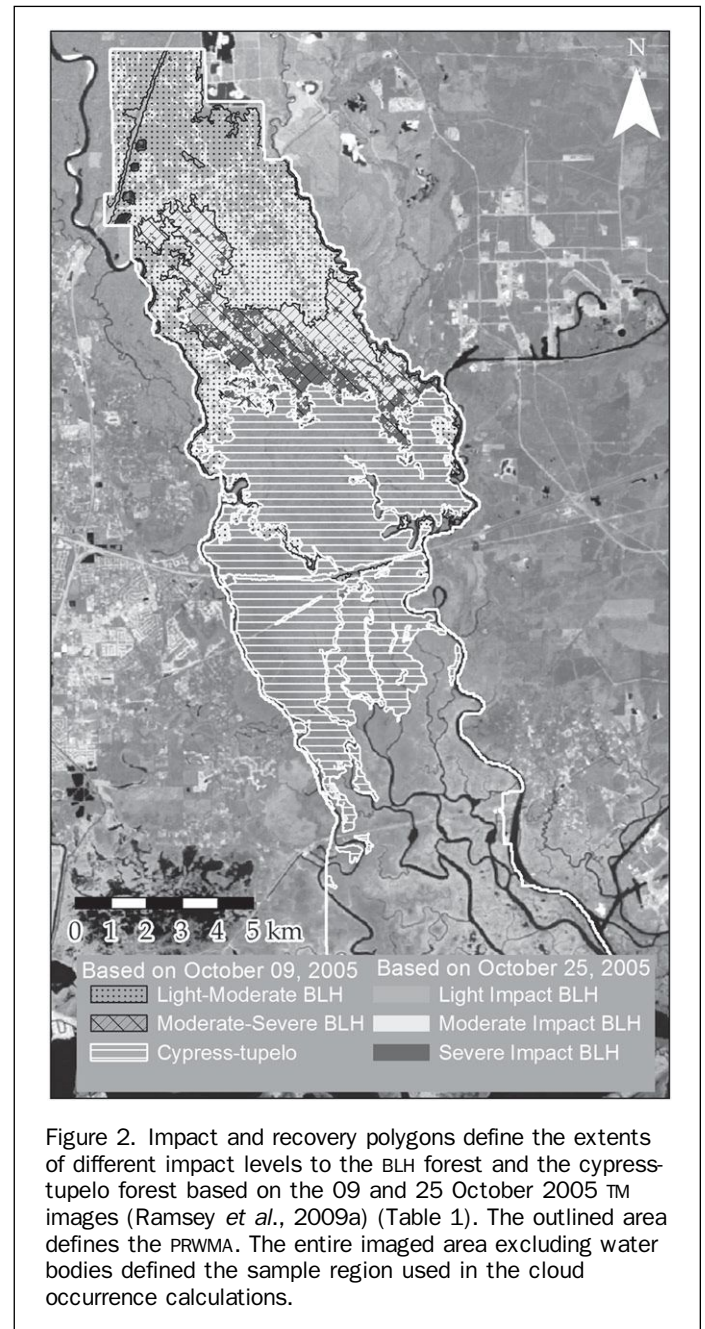 N
0 1 2 3 4 5 km
Based on October 09, 2005 Based on October 25, 2005
Light-Moderate BLH Light Impact BLH
Moderate-Severe BLH Moderate Impact BLH
Cypress-tupelo Severe Impact BLH
Figure 2. Impact and recovery polygons define the extents
of different impact levels to the BLH forest and the cypress-
tupelo forest based on the 09 and 25 October 2005 TM
images (Ramsey et al., 2009a) (Table 1). The outlined area
defines the PRWMA. The entire imaged area excluding water
bodies defined the sample region used in the cloud
occurrence calculations.